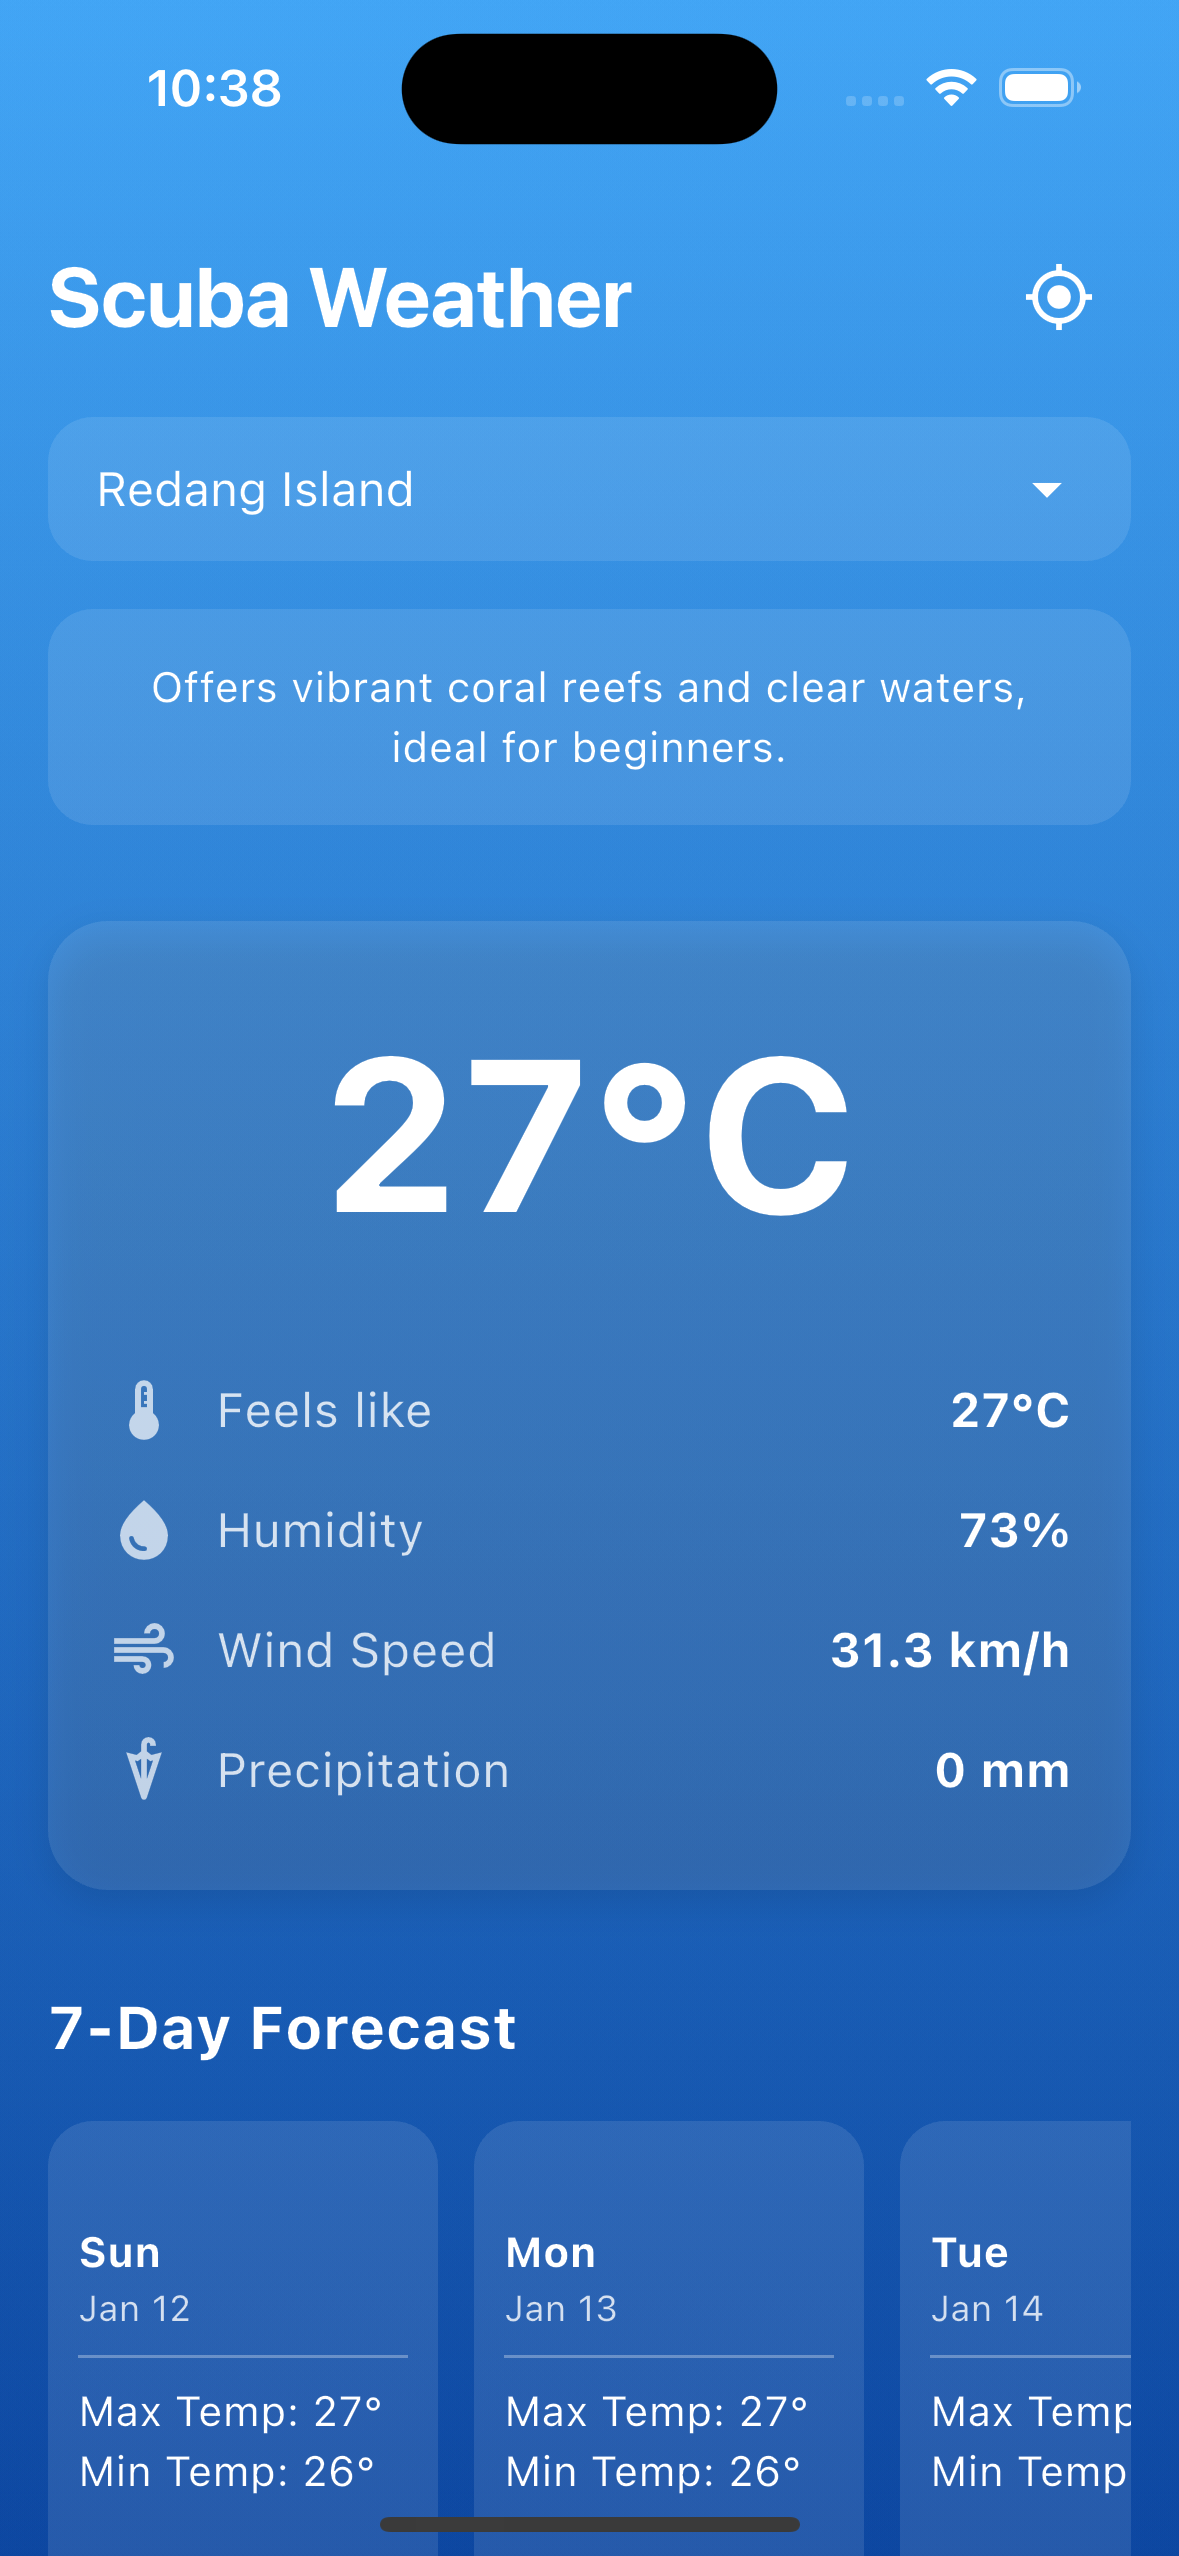 10:38
Scuba Weather
Redang Island
Offers vibrant coral reefs and clear waters,
ideal for beginners.
27°C
Feels like 27°C
Humidity 73%
Wind Speed 31.3 km/h
Precipitation 0 mm
7-Day Forecast
Sun Mon Tue
Jan 12 Jan 13 Jan 14
Max Temp: 27° Max Temp: 27° Max Temp
Min Temp: 26° Min Temp: 26° Min Temp